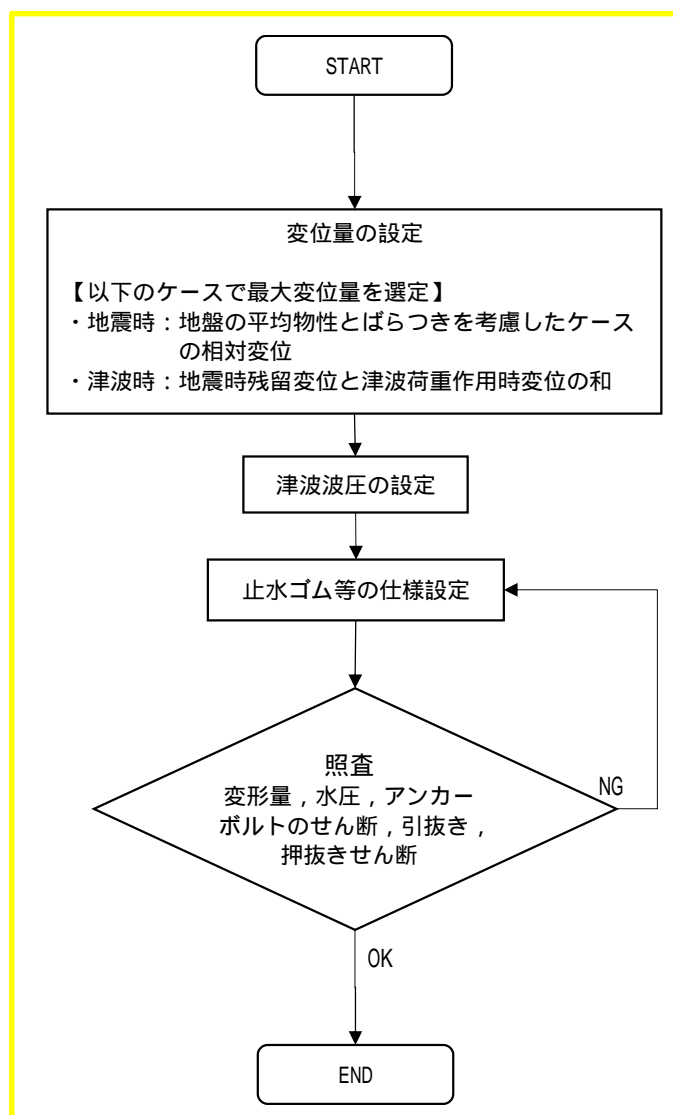 START
変位量の設定
【以下のケースで最大変位量を選定】
・地震時：地盤の平均物性とばらつきを考慮したケース
の相対変位
・津波時：地震時残留変位と津波荷重作用時変位の和
津波波圧の設定
止水ゴム等の仕様設定
照査
変形量，水圧，アンカー
ボルトのせん断，引抜き，
押抜きせん断
NG
OK
END